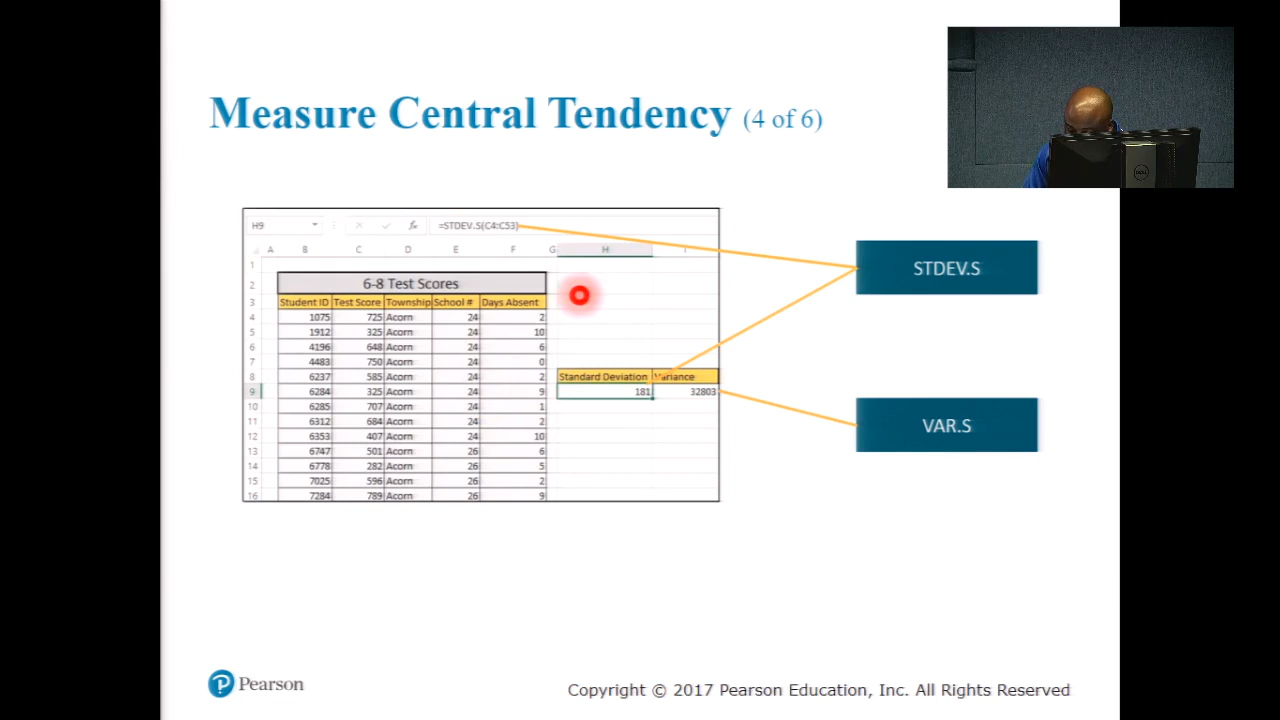 Measure Central Tendency (4 of 6)
H9 fx =STDEV.S(C4:C53)
A B C D E F G H
1
2 6-8 Test Scores
3 Student ID Test Score Township School # Days Absent
4 1075 725 Acorn 24 2
5 1912 325 Acorn 24 10
6 4196 648 Acorn 24 6
7 4483 750 Acorn 24 0
8 6237 585 Acorn 24 2 Standard Deviation Variance
9 6284 325 Acorn 24 9 181 32803
10 6285 707 Acorn 24 1
11 6312 684 Acorn 24 2
12 6353 407 Acorn 24 10
13 6747 501 Acorn 26 6
14 6778 282 Acorn 26 5
15 7025 596 Acorn 26 2
16 7284 789 Acorn 26 9
STDEV.S
VAR.S
DELL
Pearson
Copyright © 2017 Pearson Education, Inc. All Rights Reserved